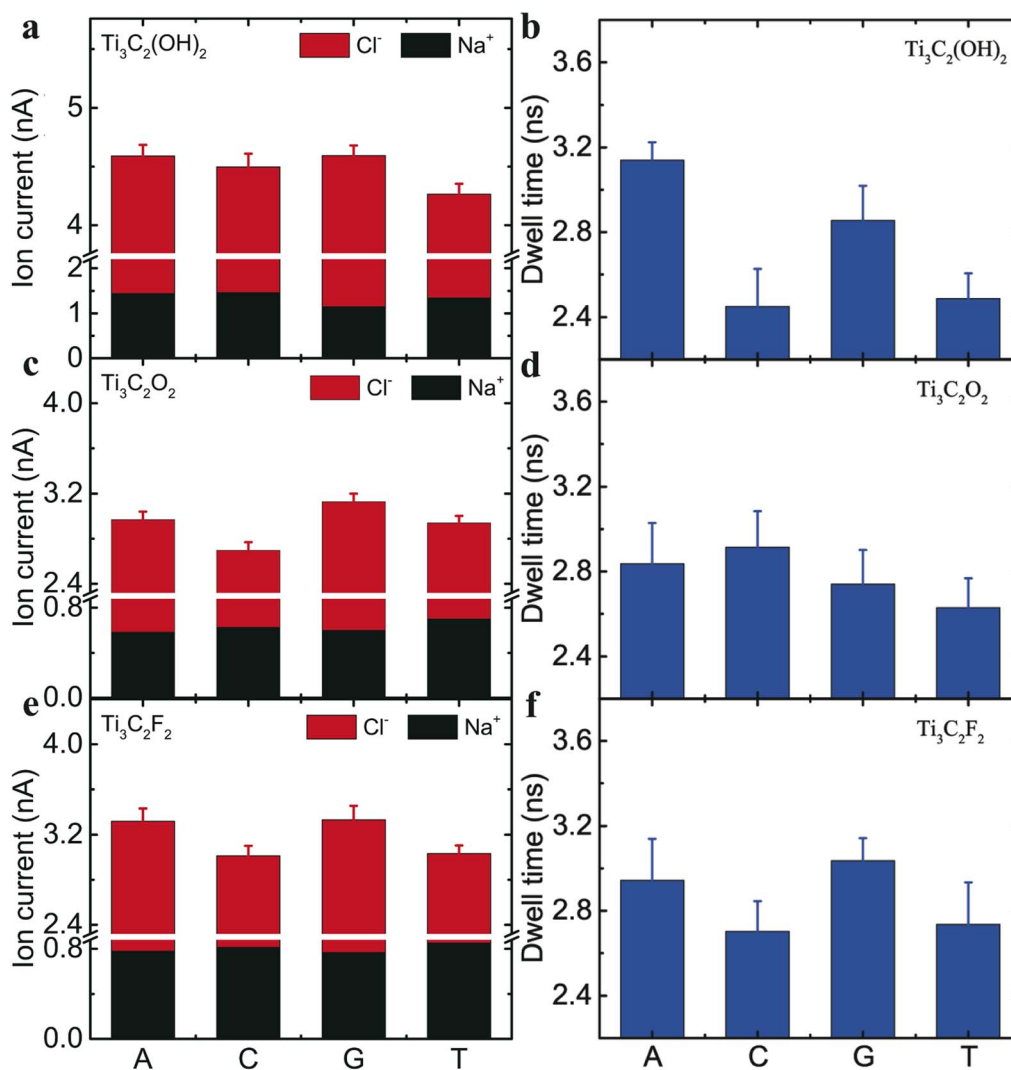 a
Ti₃C₂(OH)₂
Cl⁻
Na⁺
Ion current (nA)
5
4
2
1
0
b
Ti₃C₂(OH)₂
Dwell time (ns)
3.6
3.2
2.8
2.4
c
Ti₃C₂O₂
Cl⁻
Na⁺
Ion current (nA)
4.0
3.2
2.4
0.8
0.0
d
Ti₃C₂O₂
Dwell time (ns)
3.6
3.2
2.8
2.4
e
Ti₃C₂F₂
Cl⁻
Na⁺
Ion current (nA)
4.0
3.2
2.4
0.8
0.0
A C G T
f
Ti₃C₂F₂
Dwell time (ns)
3.6
3.2
2.8
2.4
A C G T